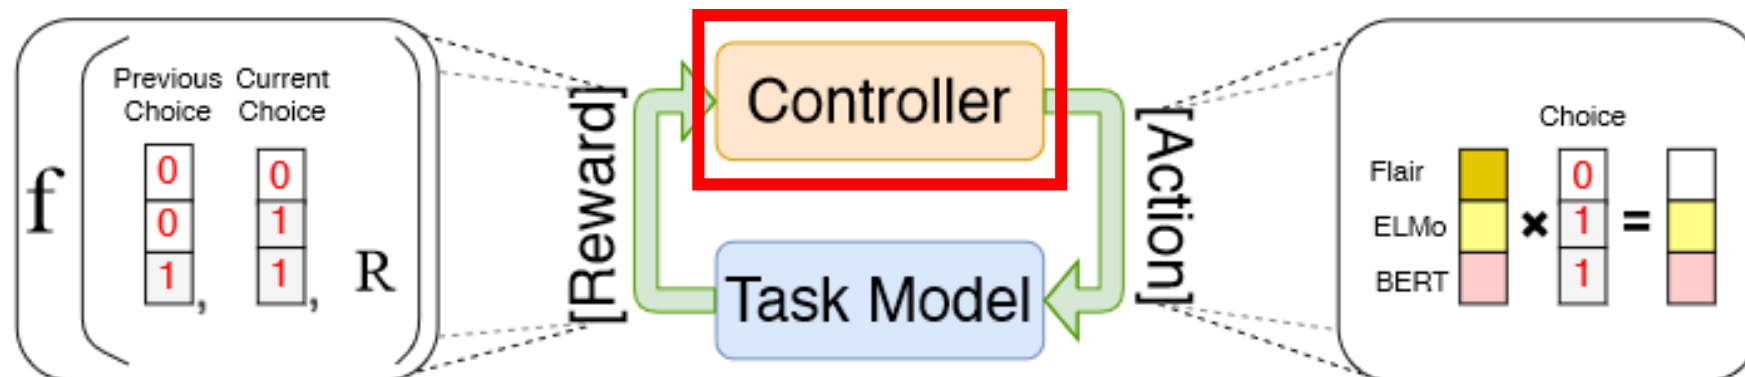 f
Previous Current
Choice Choice
0 0
0 1
1 , 1 , R
[Reward]
Controller
Task Model
[Action]
Choice
Flair 0
ELMo × 1 =
BERT 1